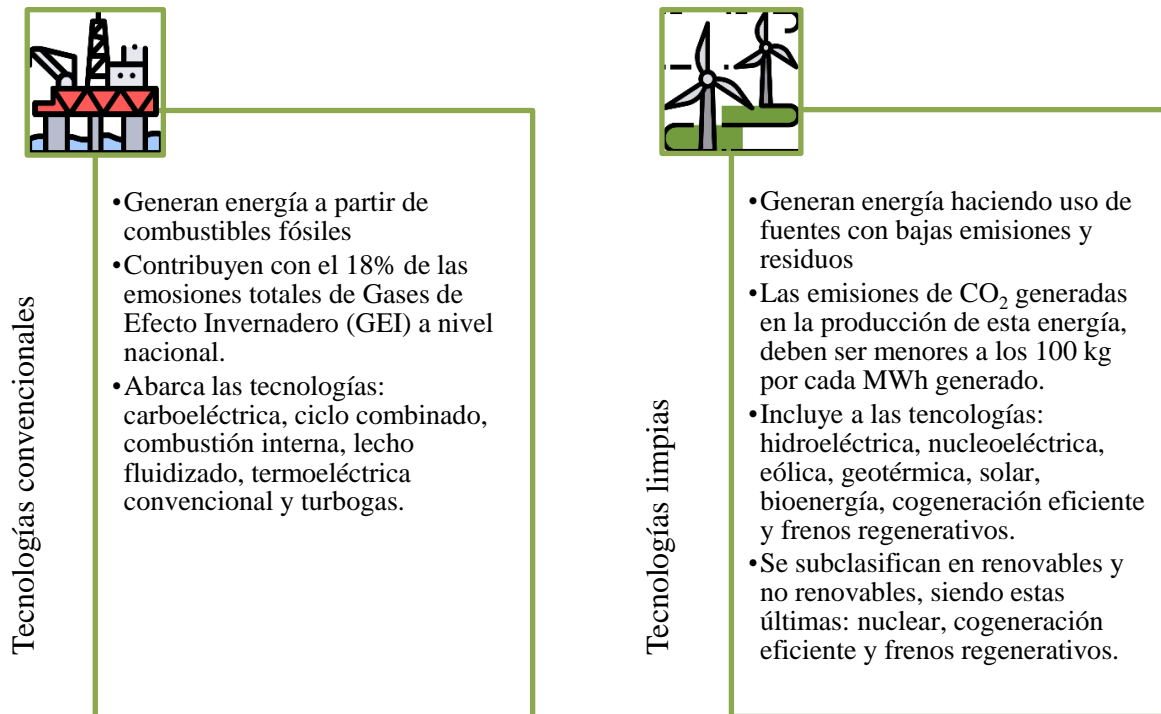 Tecnologías convencionales
•Generan energía a partir de
combustibles fósiles
•Contribuyen con el 18% de las
emosiones totales de Gases de
Efecto Invernadero (GEI) a nivel
nacional.
•Abarca las tecnologías:
carboeléctrica, ciclo combinado,
combustión interna, lecho
fluidizado, termoeléctrica
convencional y turbogas.
Tecnologías limpias
•Generan energía haciendo uso de
fuentes con bajas emisiones y
residuos
•Las emisiones de CO₂ generadas
en la producción de esta energía,
deben ser menores a los 100 kg
por cada MWh generado.
•Incluye a las tencologías:
hidroeléctrica, nucleoeléctrica,
eólica, geotérmica, solar,
bioenergía, cogeneración eficiente
y frenos regenerativos.
•Se subclasifican en renovables y
no renovables, siendo estas
últimas: nuclear, cogeneración
eficiente y frenos regenerativos.